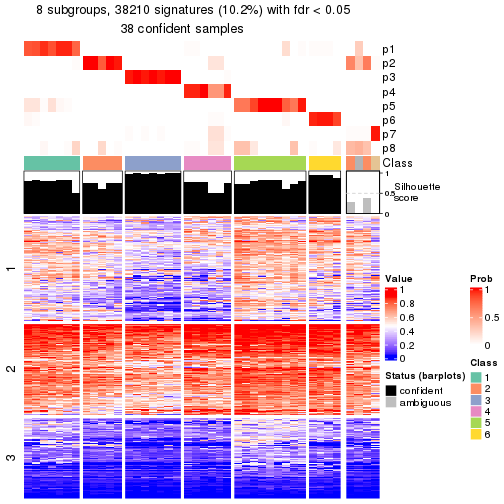 8 subgroups, 38210 signatures (10.2%) with fdr < 0.05
38 confident samples
p1
p2
p3
p4
p5
p6
p7
p8
Class
1
0.5
0
Silhouette
score
1
2
3
Value
1
0.8
0.6
0.4
0.2
0
Status (barplots)
confident
ambiguous
Prob
1
0.5
0
Class
1
2
3
4
5
6